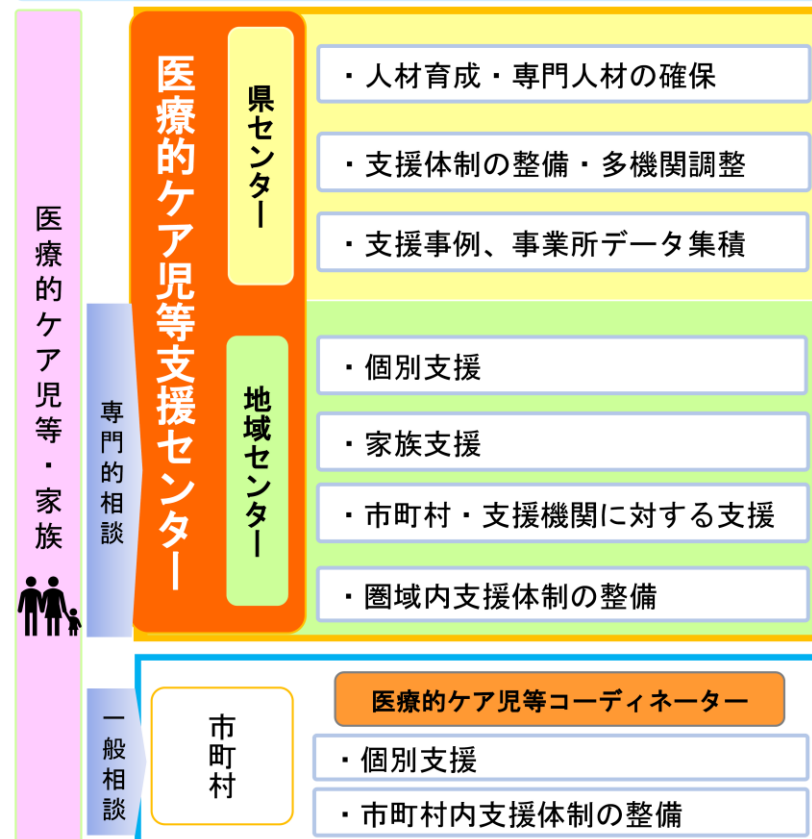 医療的ケア児等・家族
専門的相談
医療的ケア児等支援センター
県センター
・人材育成・専門人材の確保
・支援体制の整備・多機関調整
・支援事例、事業所データ集積
地域センター
・個別支援
・家族支援
・市町村・支援機関に対する支援
・圏域内支援体制の整備
一般相談
市町村
医療的ケア児等コーディネーター
・個別支援
・市町村内支援体制の整備